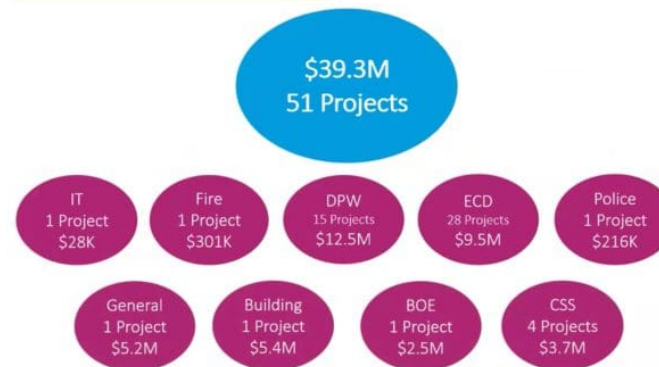 $39.3M
51 Projects
IT
1 Project
$28K
Fire
1 Project
$301K
DPW
15 Projects
$12.5M
ECD
28 Projects
$9.5M
Police
1 Project
$216K
General
1 Project
$5.2M
Building
1 Project
$5.4M
BOE
1 Project
$2.5M
CSS
4 Projects
$3.7M